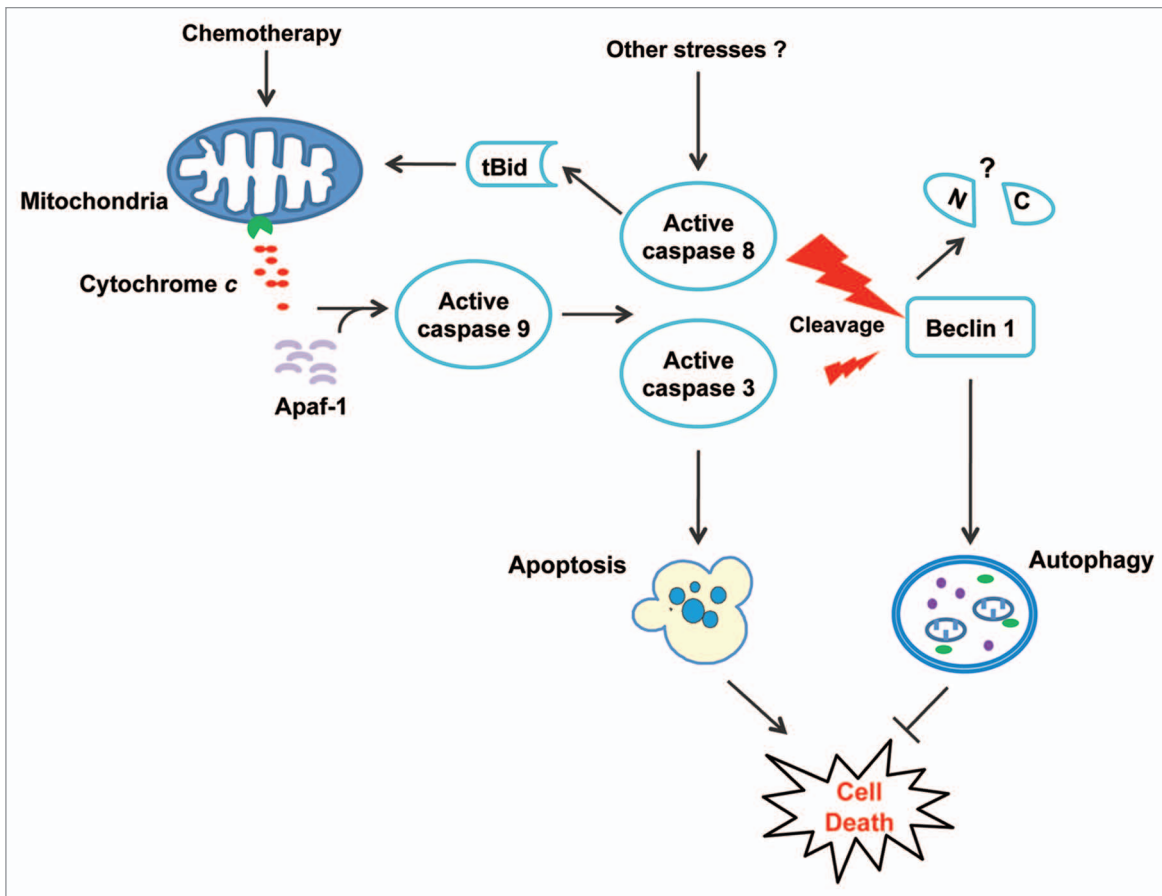 Chemotherapy
Other stresses ?
tBid
Mitochondria
Active
caspase 8
?
N
C
Cytochrome c
Active
caspase 9
Cleavage
Beclin 1
Active
caspase 3
Apaf-1
Apoptosis
Autophagy
Cell
Death